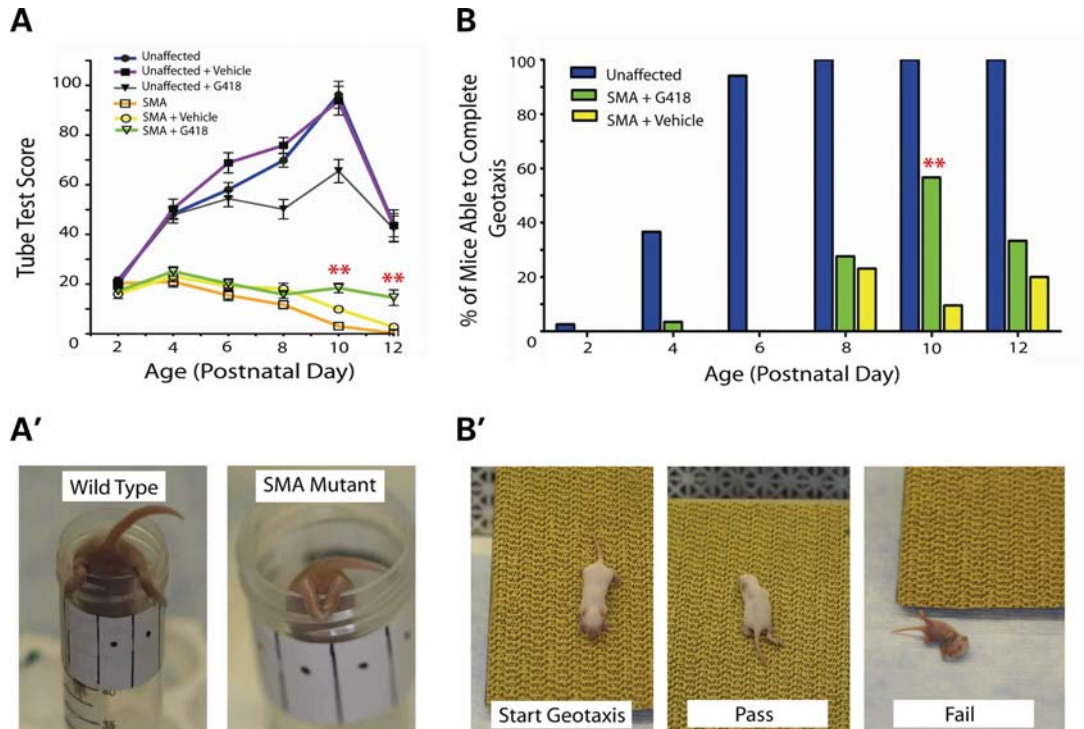 A
Tube Test Score
100
80
60
40
20
0
Unaffected
Unaffected + Vehicle
Unaffected + G418
SMA
SMA + Vehicle
SMA + G418
**
**
2 4 6 8 10 12
Age (Postnatal Day)
B
% of Mice Able to Complete
Geotaxis
100
80
60
40
20
0
Unaffected
SMA + G418
SMA + Vehicle
**
2 4 6 8 10 12
Age (Postnatal Day)
A′
Wild Type
40
35
SMA Mutant
B′
Start Geotaxis
Pass
Fail